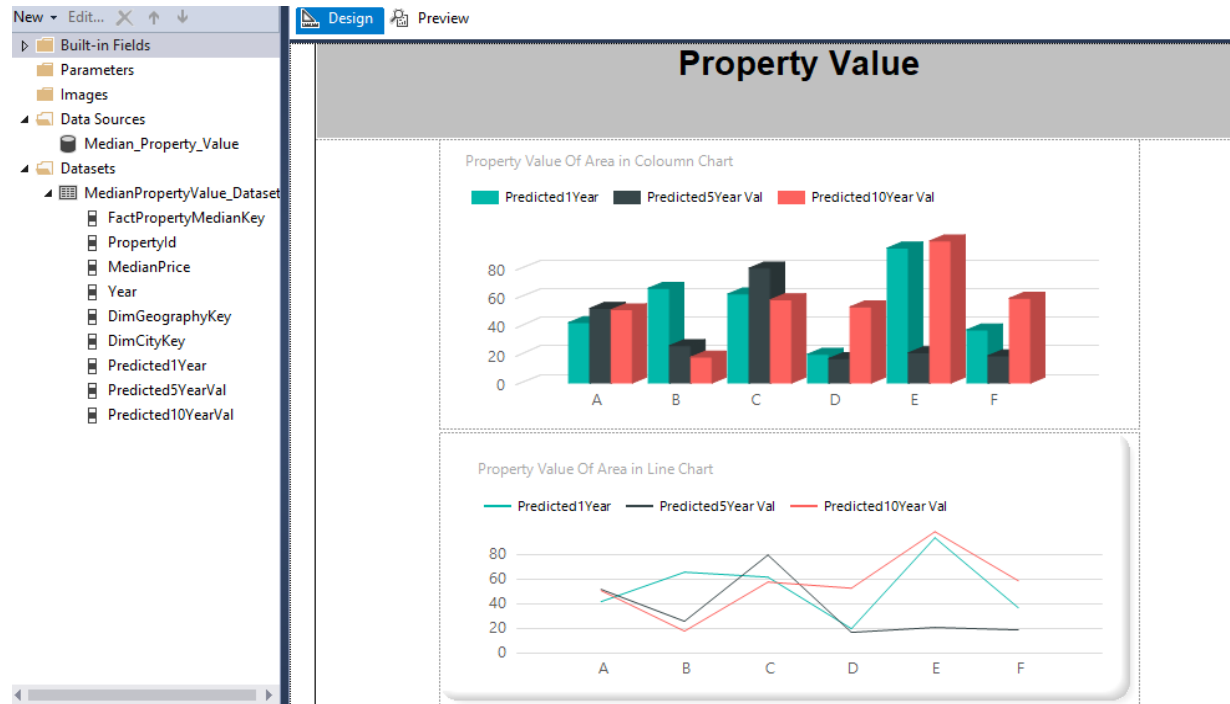 New Edit...
Built-in Fields
Parameters
Images
Data Sources
Median_Property_Value
Datasets
MedianPropertyValue_Dataset
FactPropertyMedianKey
PropertyId
MedianPrice
Year
DimGeographyKey
DimCityKey
Predicted1Year
Predicted5YearVal
Predicted10YearVal
Design Preview
Property Value
Property Value Of Area in Coloumn Chart
Predicted1Year Predicted5Year Val Predicted10Year Val
80
60
40
20
0
A B C D E F
Property Value Of Area in Line Chart
Predicted1Year Predicted5Year Val Predicted10Year Val
80
60
40
20
0
A B C D E F